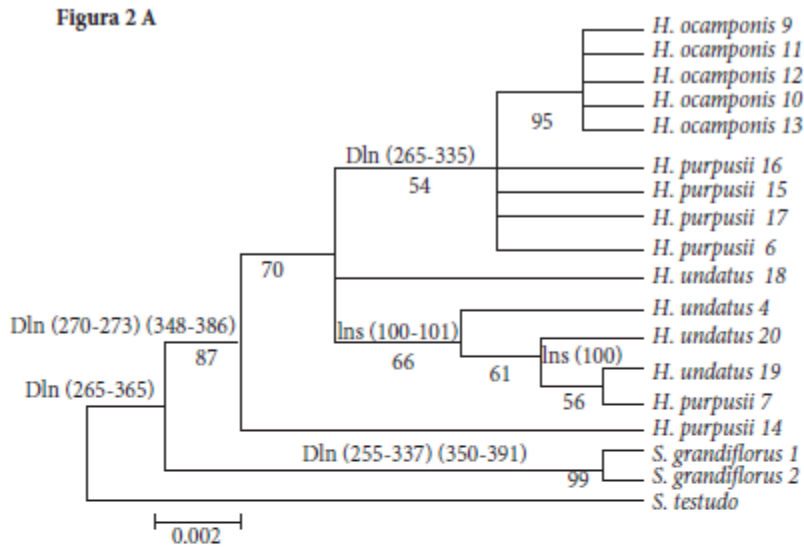 Figura 2 A
H. ocamponis 9
H. ocamponis 11
H. ocamponis 12
H. ocamponis 10
H. ocamponis 13
95
Dln (265-335)
54
H. purpusii 16
H. purpusii 15
H. purpusii 17
H. purpusii 6
70
H. undatus 18
H. undatus 4
Dln (270-273) (348-386)
87
lns (100-101)
66
H. undatus 20
lns (100)
61
H. undatus 19
56
H. purpusii 7
Dln (265-365)
H. purpusii 14
Dln (255-337) (350-391)
S. grandiflorus 1
99
S. grandiflorus 2
S. testudo
0.002